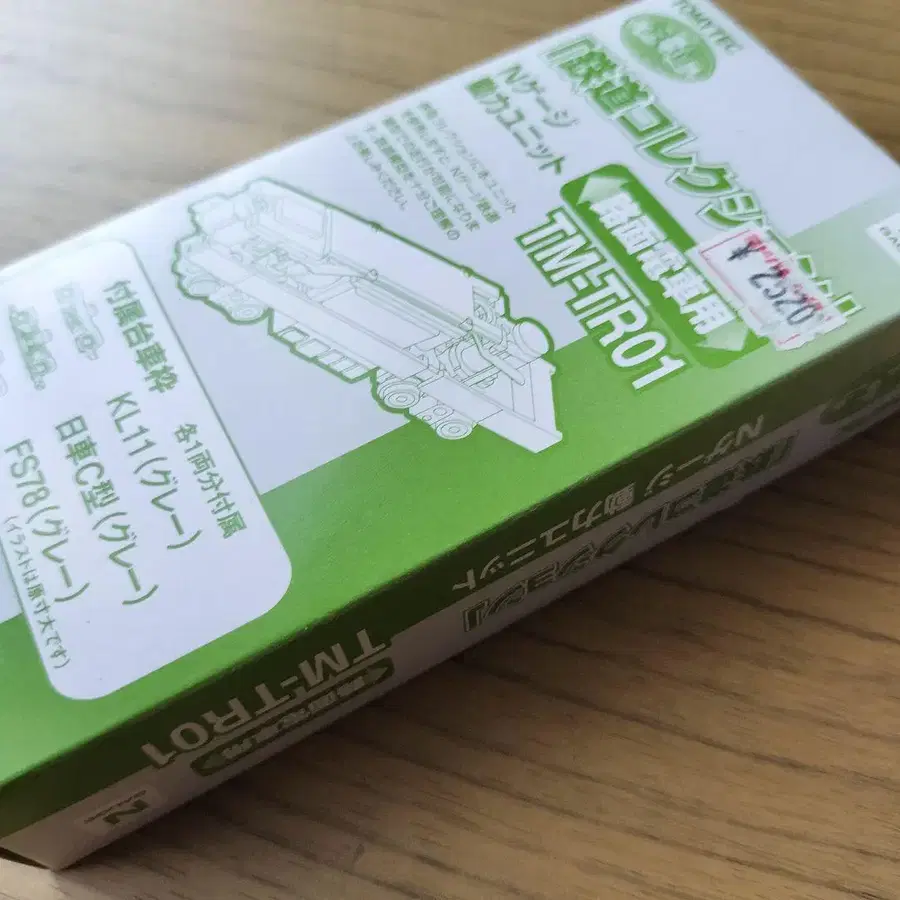 TOMYTEC
「鉄道コレクション
Nゲージ
動力ユニット
路面電車用
TM-TR01
¥2520
付属台車枠 各1両分付属
KL11(グレー)
日車C型(グレー)
FS78(グレー)
(イラストは原寸大です)
「鉄道コレクション」
Nゲージ 動力ユニット
TM-TR01
路面電車用
N